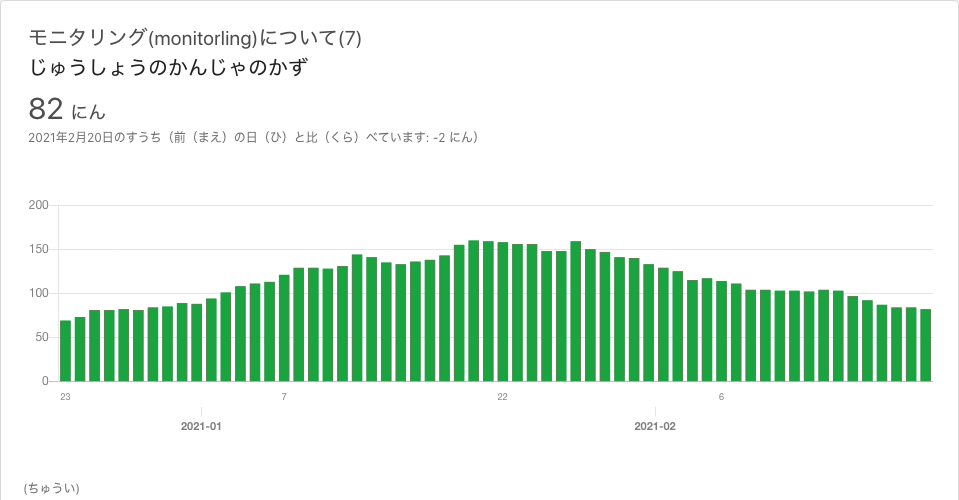 モニタリング(monitorling)について(7)
じゅうしょうのかんじゃのかず
82 にん
2021年2月20日のすうち（前（まえ）の日（ひ）と比（くら）べています: -2 にん）
200
150
100
50
0
23 7 22 6
2021-01 2021-02
(ちゅうい)